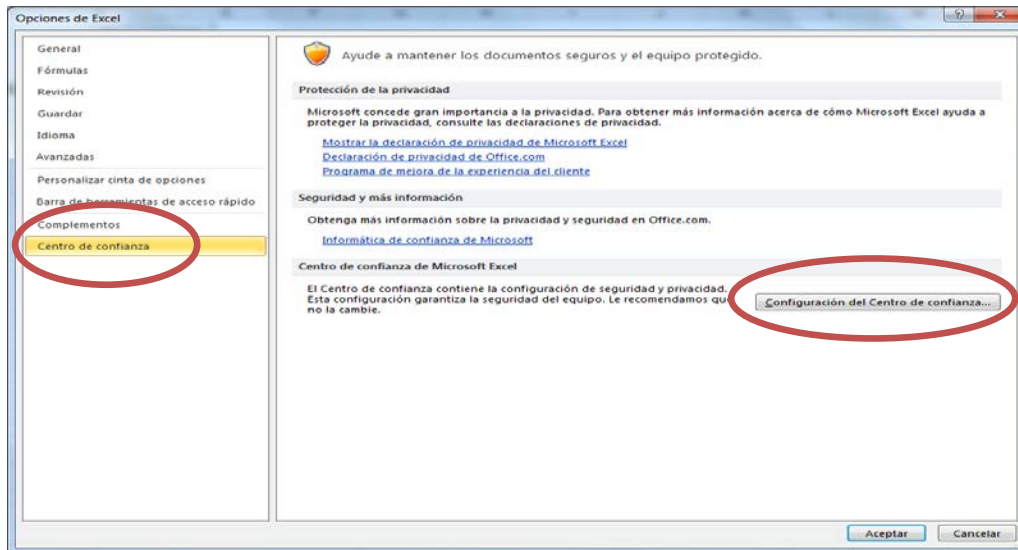 Opciones de Excel
General
Fórmulas
Revisión
Guardar
Idioma
Avanzadas
Personalizar cinta de opciones
Barra de herramientas de acceso rápido
Complementos
Centro de confianza
Ayude a mantener los documentos seguros y el equipo protegido.
Protección de la privacidad
Microsoft concede gran importancia a la privacidad. Para obtener más información acerca de cómo Microsoft Excel ayuda a
proteger la privacidad, consulte las declaraciones de privacidad.
Mostrar la declaración de privacidad de Microsoft Excel
Declaración de privacidad de Office.com
Programa de mejora de la experiencia del cliente
Seguridad y más información
Obtenga más información sobre la privacidad y seguridad en Office.com.
Informática de confianza de Microsoft
Centro de confianza de Microsoft Excel
El Centro de confianza contiene la configuración de seguridad y privacidad.
Esta configuración garantiza la seguridad del equipo. Le recomendamos que
no la cambie.
Configuración del Centro de confianza...
Aceptar
Cancelar